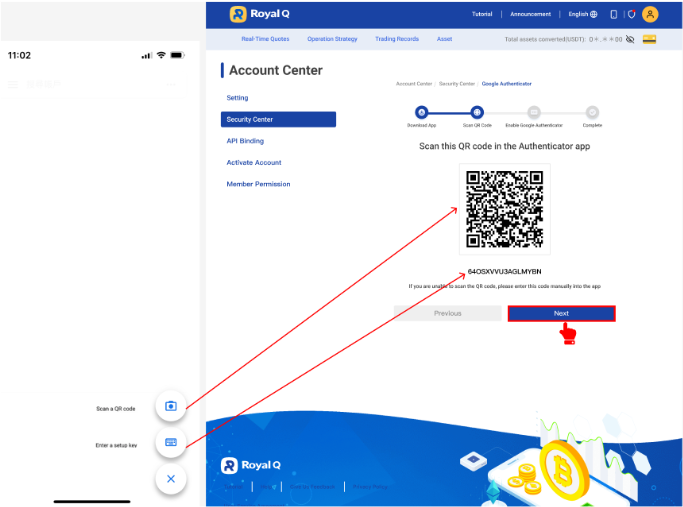 11:02
Scan a QR code
Enter a setup key
Royal Q
Tutorial | Announcement | English
Real-Time Quotes Operation Strategy Trading Records Asset Total assets converted(USDT): 0*.**00
Account Center
Account Center | Security Center | Google Authenticator
Setting
Security Center
API Binding
Activate Account
Member Permission
Download App Scan QR Code Enable Google Authenticator Complete
Scan this QR code in the Authenticator app
64OSXVVU3AGLMYBN
If you are unable to scan the QR code, please enter this code manually into the app
Previous Next
Royal Q